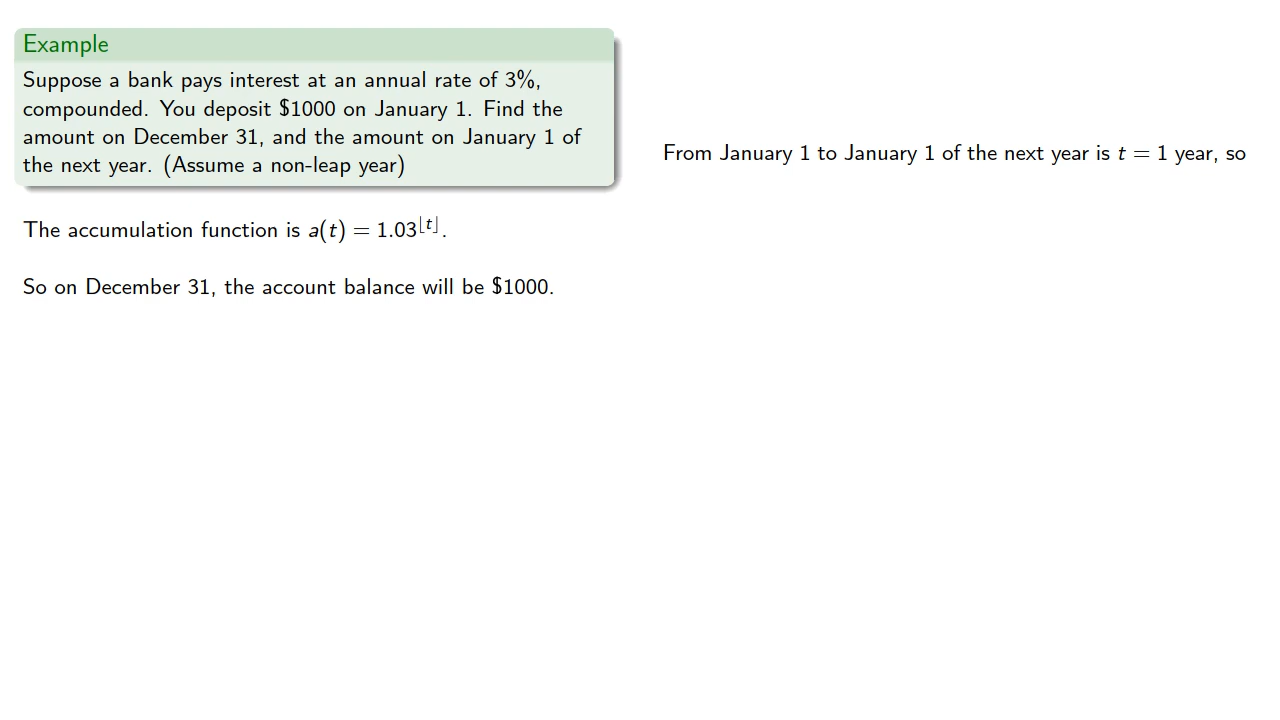 Example
Suppose a bank pays interest at an annual rate of 3%,
compounded. You deposit $1000 on January 1. Find the
amount on December 31, and the amount on January 1 of
the next year. (Assume a non-leap year)
The accumulation function is a(t) = 1.03^⌊t⌋.
So on December 31, the account balance will be $1000.
From January 1 to January 1 of the next year is t = 1 year, so